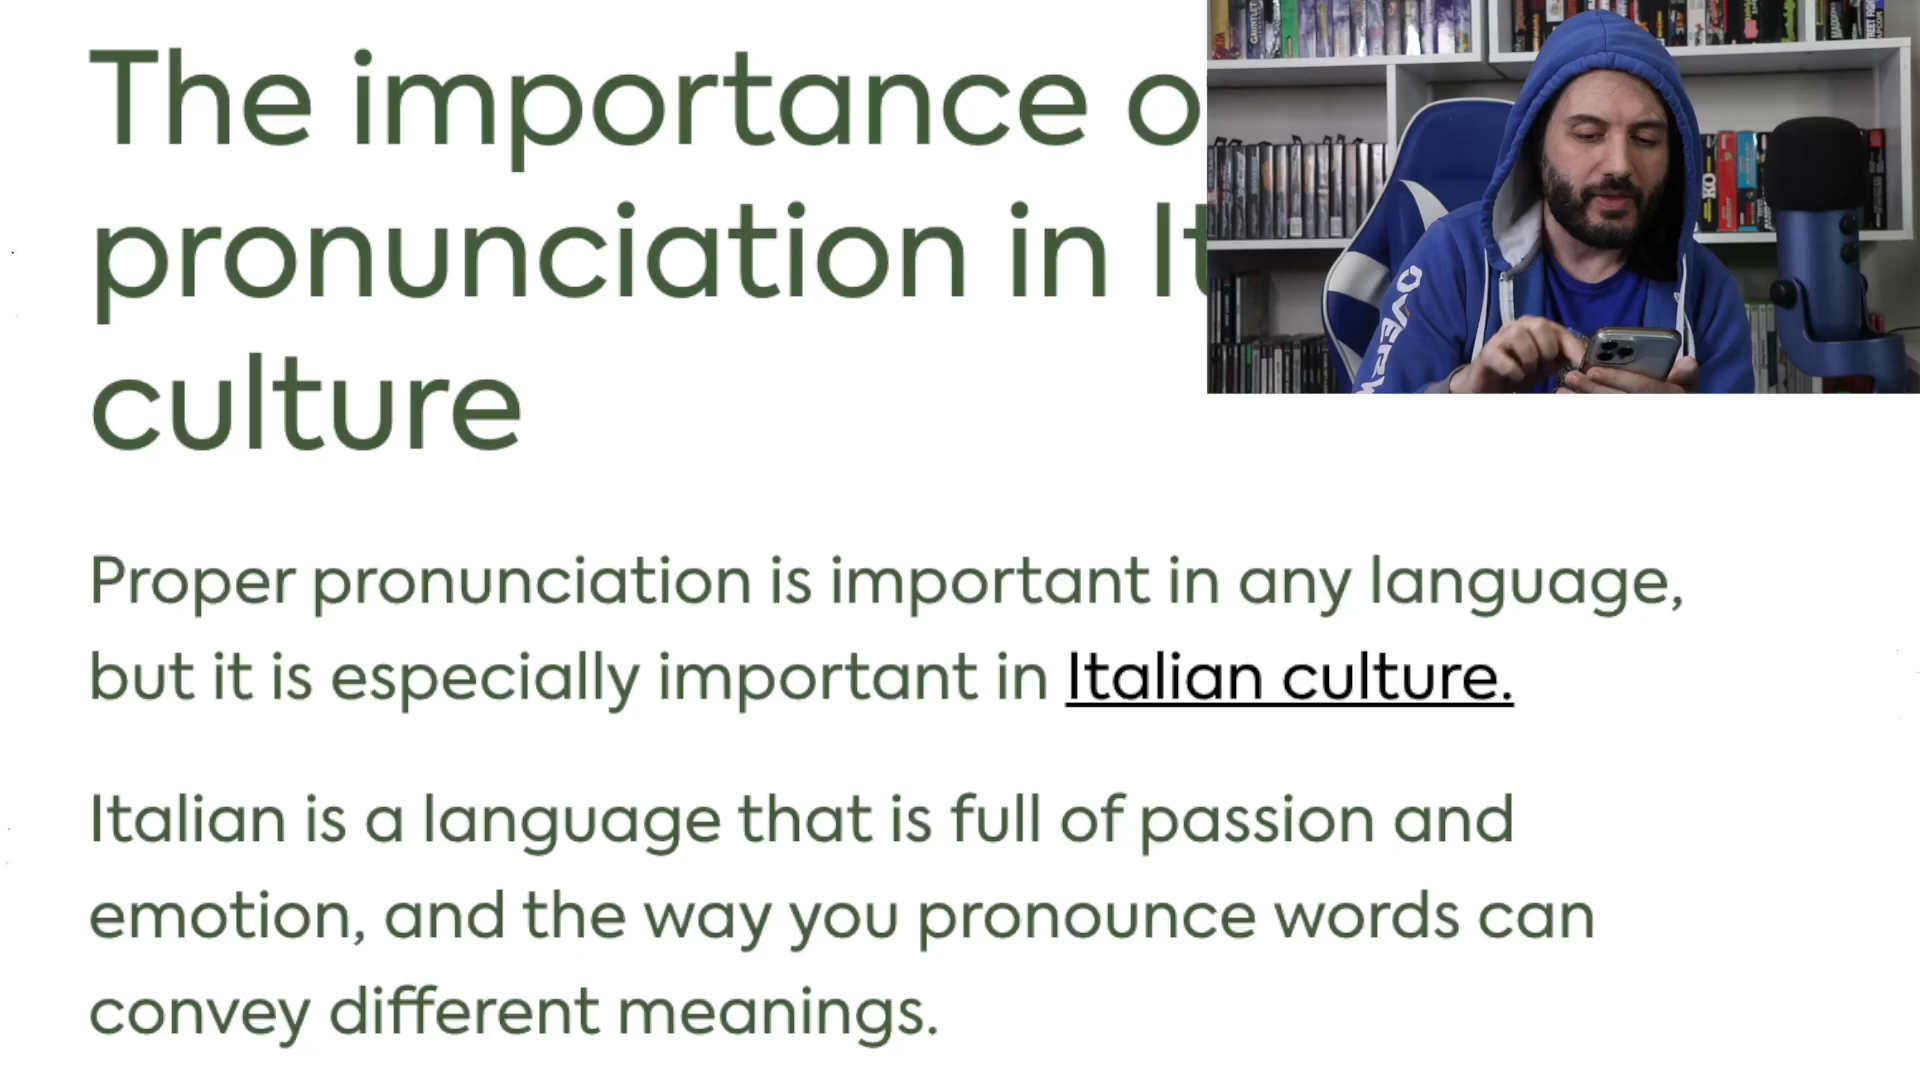 The importance o
pronunciation in It
culture
Proper pronunciation is important in any language,
but it is especially important in Italian culture.
Italian is a language that is full of passion and
emotion, and the way you pronounce words can
convey different meanings.
OVERW
KO